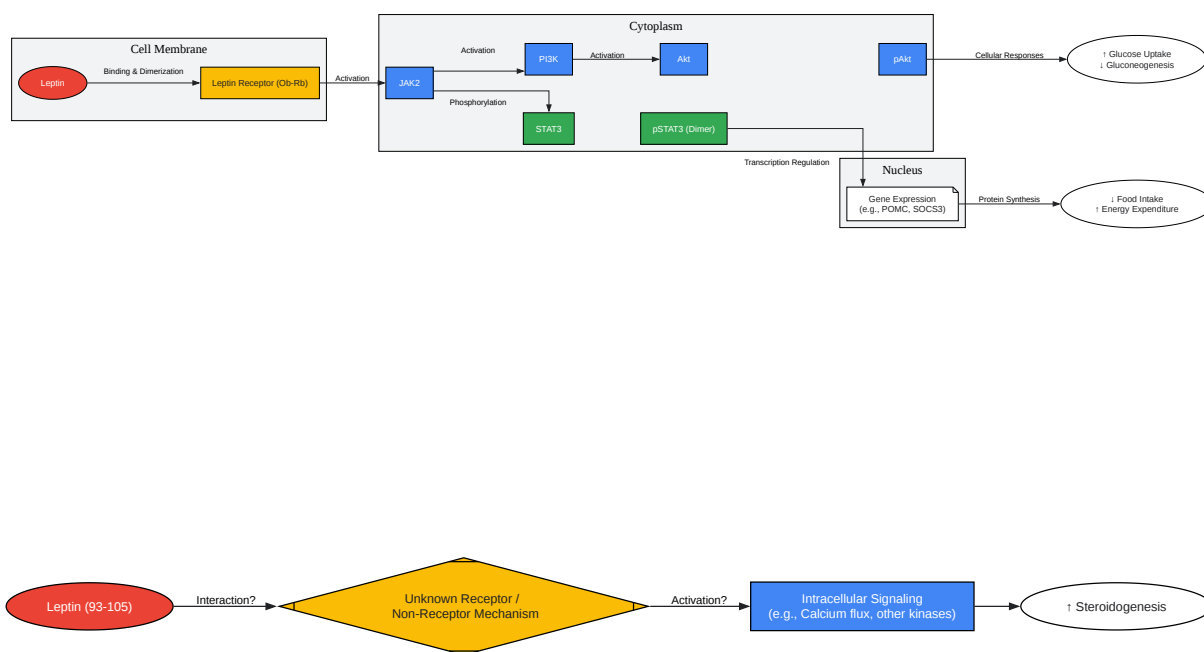 Cytoplasm
Cell Membrane
Leptin
Binding & Dimerization
Leptin Receptor (Ob-Rb)
Activation
JAK2
Activation
PI3K
Activation
Akt
pAkt
Cellular Responses
↑ Glucose Uptake
↓ Gluconeogenesis
Phosphorylation
STAT3
pSTAT3 (Dimer)
Transcription Regulation
Nucleus
Gene Expression
(e.g., POMC, SOCS3)
Protein Synthesis
↓ Food Intake
↑ Energy Expenditure
Leptin (93-105)
Interaction?
Unknown Receptor /
Non-Receptor Mechanism
Activation?
Intracellular Signaling
(e.g., Calcium flux, other kinases)
↑ Steroidogenesis